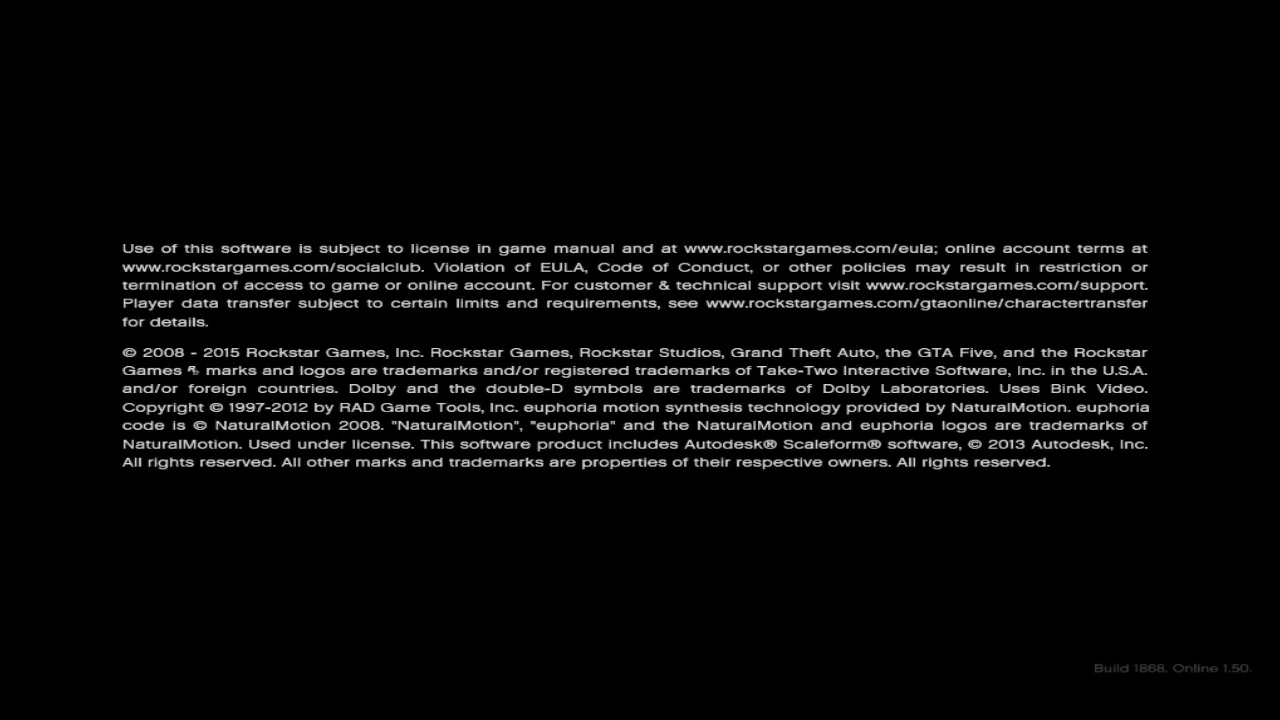 Use of this software is subject to license in game manual and at www.rockstargames.com/eula; online account terms at
www.rockstargames.com/socialclub. Violation of EULA, Code of Conduct, or other policies may result in restriction or
termination of access to game or online account. For customer & technical support visit www.rockstargames.com/support.
Player data transfer subject to certain limits and requirements, see www.rockstargames.com/gtaonline/charactertransfer
for details.
© 2008 - 2015 Rockstar Games, Inc. Rockstar Games, Rockstar Studios, Grand Theft Auto, the GTA Five, and the Rockstar
Games R* marks and logos are trademarks and/or registered trademarks of Take-Two Interactive Software, Inc. in the U.S.A.
and/or foreign countries. Dolby and the double-D symbols are trademarks of Dolby Laboratories. Uses Bink Video.
Copyright © 1997-2012 by RAD Game Tools, Inc. euphoria motion synthesis technology provided by NaturalMotion. euphoria
code is © NaturalMotion 2008. "NaturalMotion", "euphoria" and the NaturalMotion and euphoria logos are trademarks of
NaturalMotion. Used under license. This software product includes Autodesk® Scaleform® software, © 2013 Autodesk, Inc.
All rights reserved. All other marks and trademarks are properties of their respective owners. All rights reserved.
Build 1868. Online 1.50.